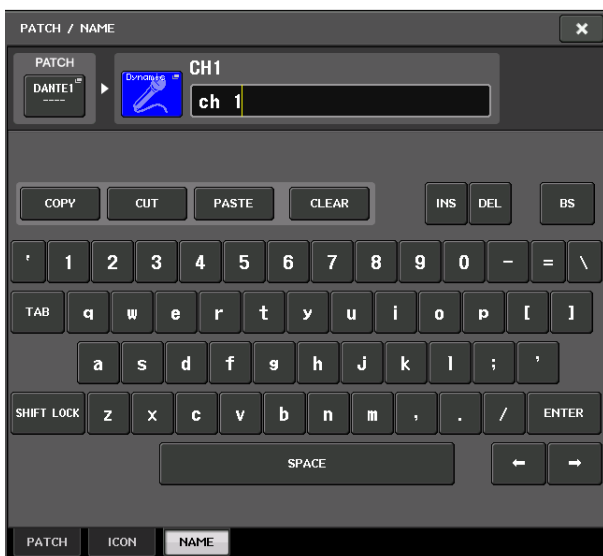 PATCH / NAME ×
PATCH
DANTE1
----
Dynamic
CH1
ch 1
COPY CUT PASTE CLEAR INS DEL BS
' 1 2 3 4 5 6 7 8 9 0 - = \
TAB q w e r t y u i o p [ ]
a s d f g h j k l ; '
SHIFT LOCK z x c v b n m , . / ENTER
SPACE ← →
PATCH ICON NAME